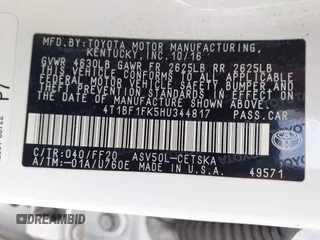 MFD. BY: TOYOTA MOTOR MANUFACTURING,
KENTUCKY, INC. 10/16
GVWR 4630LB GAWR FR 2625LB RR 2625LB
THIS VEHICLE CONFORMS TO ALL APPLICABLE
FEDERAL MOTOR VEHICLE SAFETY, BUMPER, AND
THEFT PREVENTION STANDARDS IN EFFECT ON
THE DATE OF MANUFACTURE SHOWN ABOVE.
4T1BF1FK5HU344817 PASS.CAR
C/TR:040/FF20 ASV50L-CETSKA
A/TM:-01A/U760E MADE IN U.S.A. 49571
TOYOTA
DREAMBID